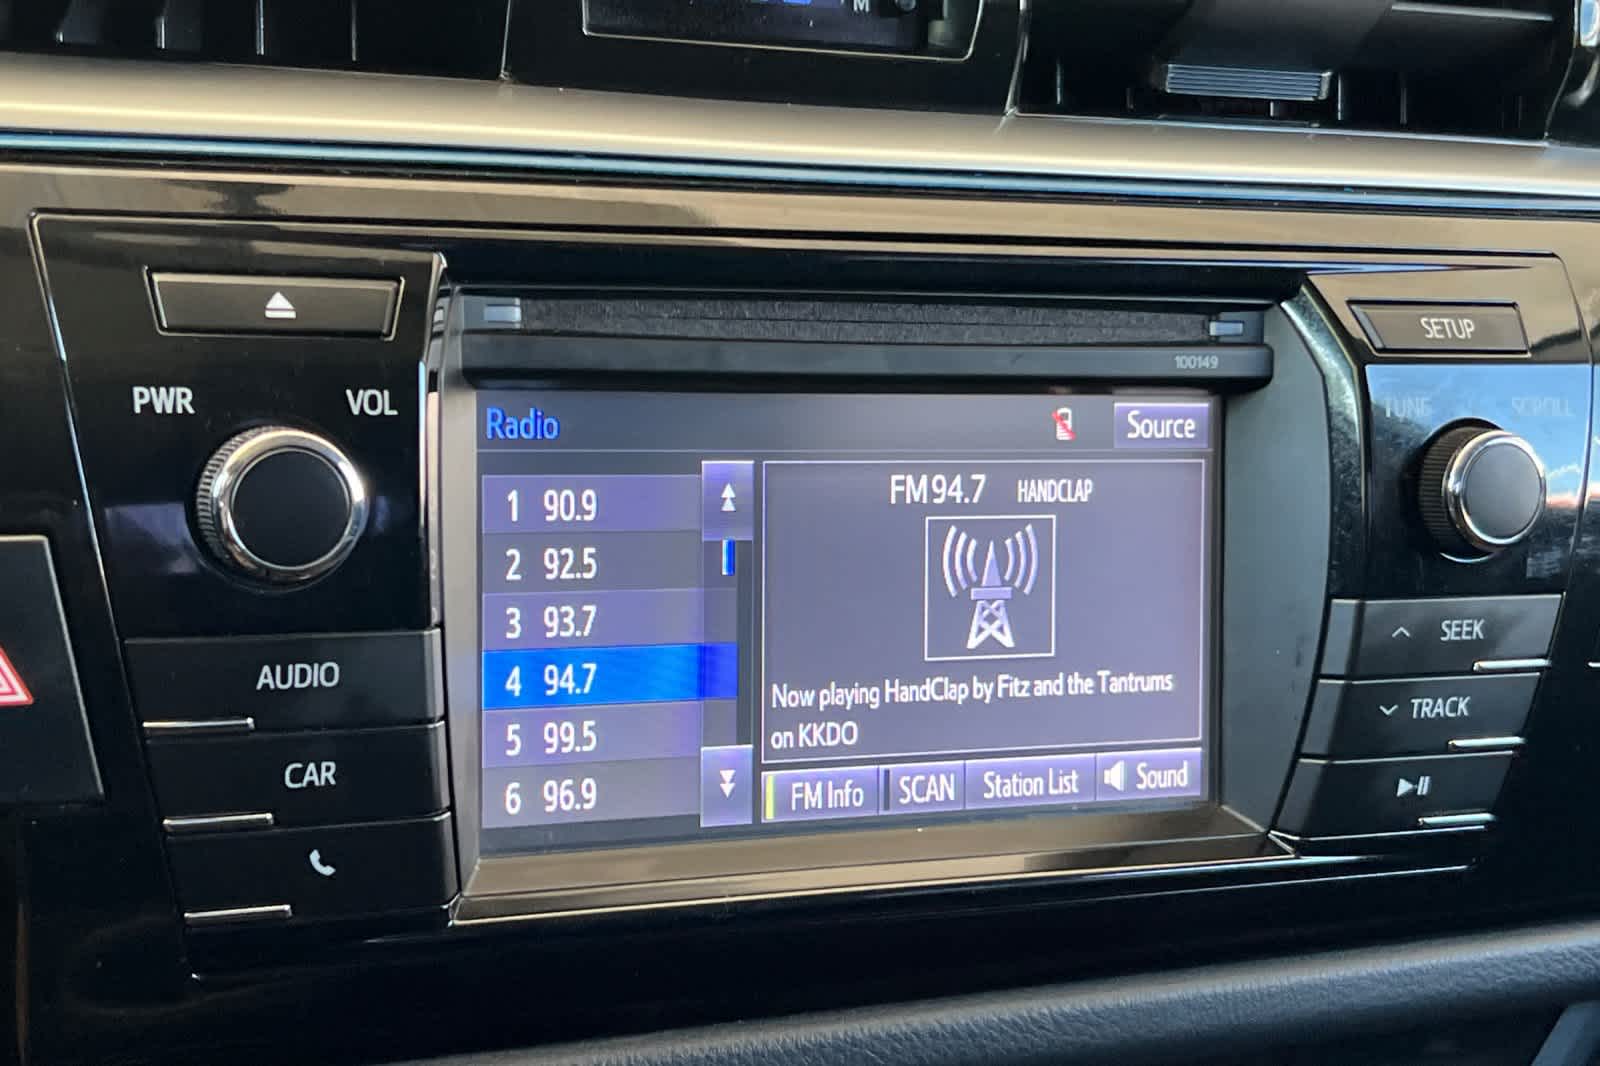 M
PWR
VOL
SETUP
TUNE
SCROLL
100149
Radio
Source
1 90.9
2 92.5
3 93.7
4 94.7
5 99.5
6 96.9
FM94.7 HANDCLAP
Now playing HandClap by Fitz and the Tantrums
on KKDO
FM Info
SCAN
Station List
Sound
AUDIO
CAR
SEEK
TRACK